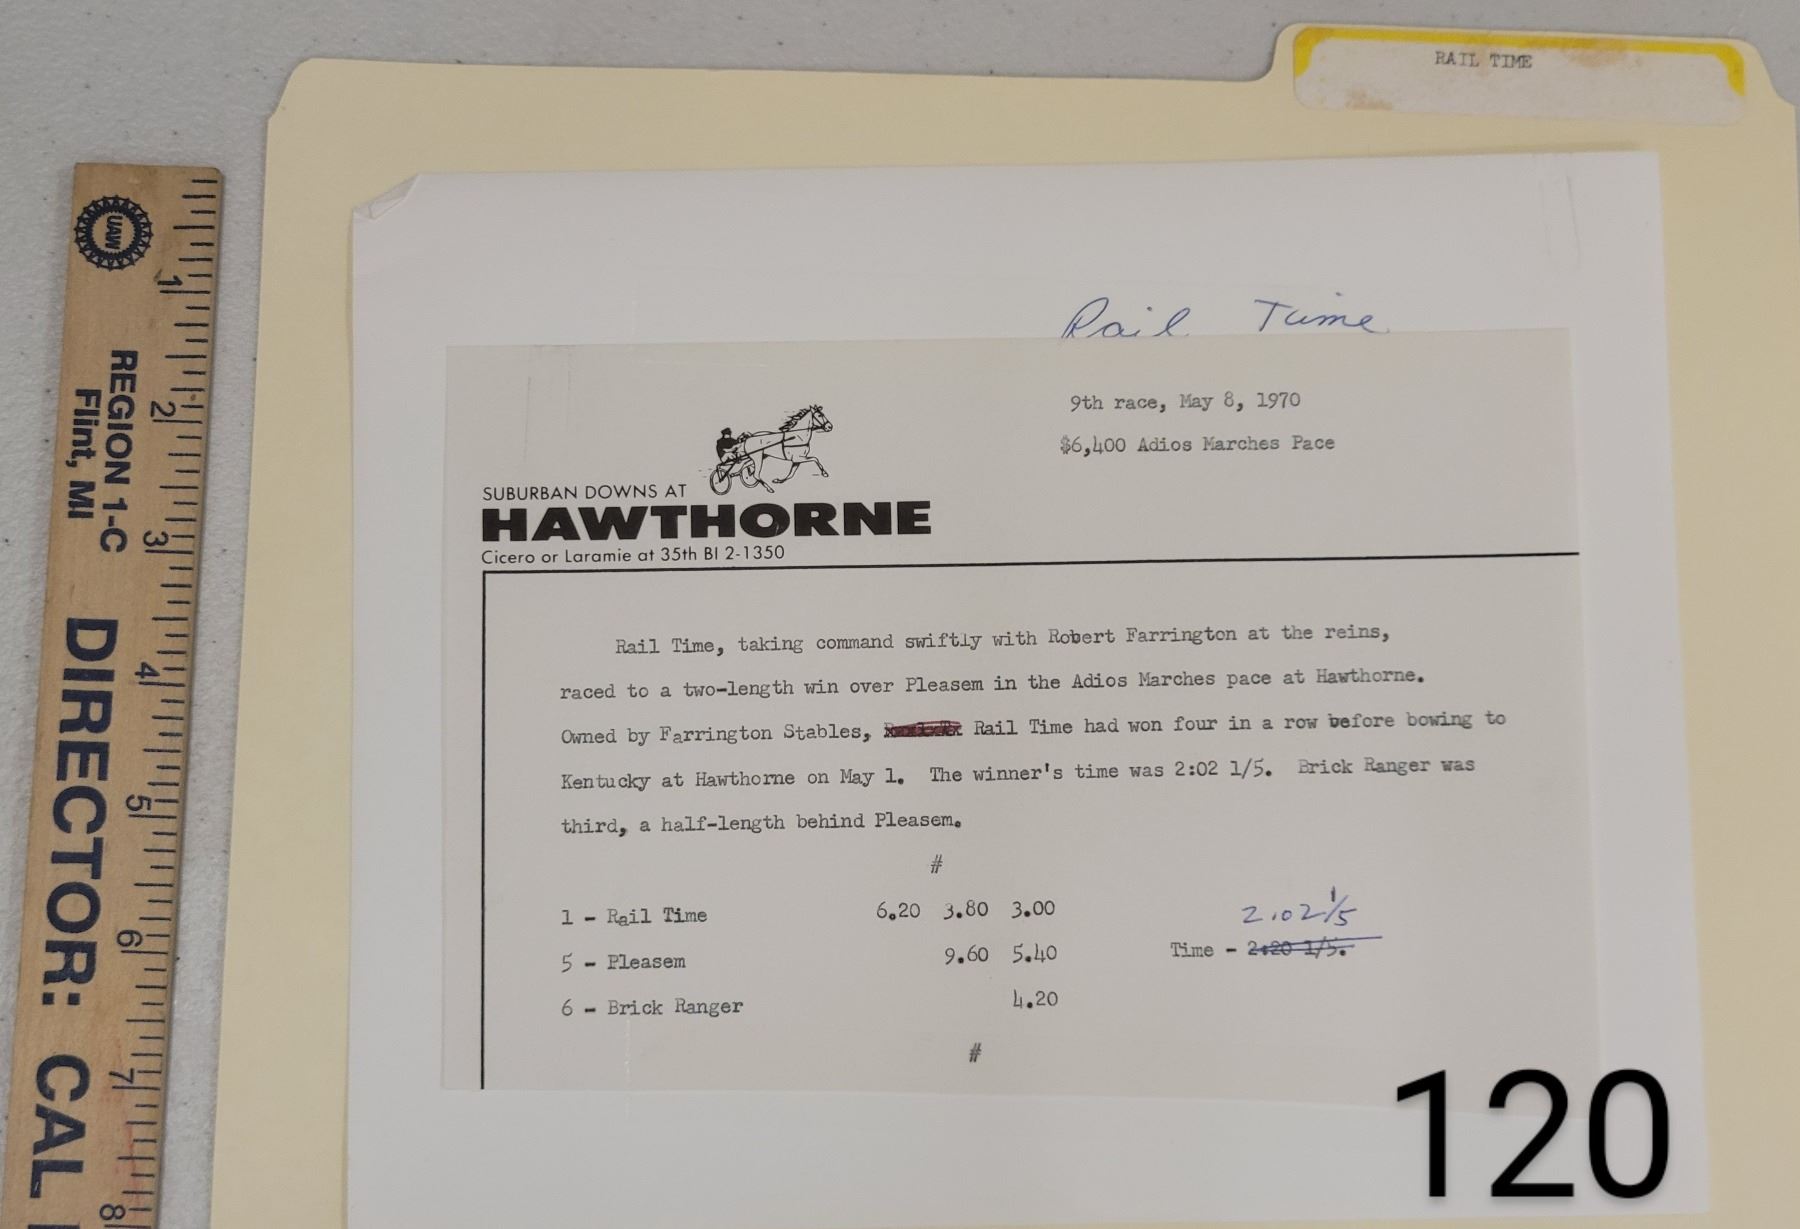 RAIL TIME
Rail Time
9th race, May 8, 1970
$6,400 Adios Marches Pace
SUBURBAN DOWNS AT
HAWTHORNE
Cicero or Laramie at 35th BI 2-1350
Rail Time, taking command swiftly with Robert Farrington at the reins,
raced to a two-length win over Pleasem in the Adios Marches pace at Hawthorne.
Owned by Farrington Stables, Rail Time had won four in a row before bowing to
Kentucky at Hawthorne on May 1. The winner's time was 2:02 1/5. Brick Ranger was
third, a half-length behind Pleasem.
#
1 - Rail Time 6.20 3.80 3.00 2.02 1/5
5 - Pleasem 9.60 5.40 Time - 2:20 1/5.
6 - Brick Ranger 4.20
#
120
UAW
REGION 1-C
Flint, MI
DIRECTOR: CAL
1
2
3
4
5
6
7
8